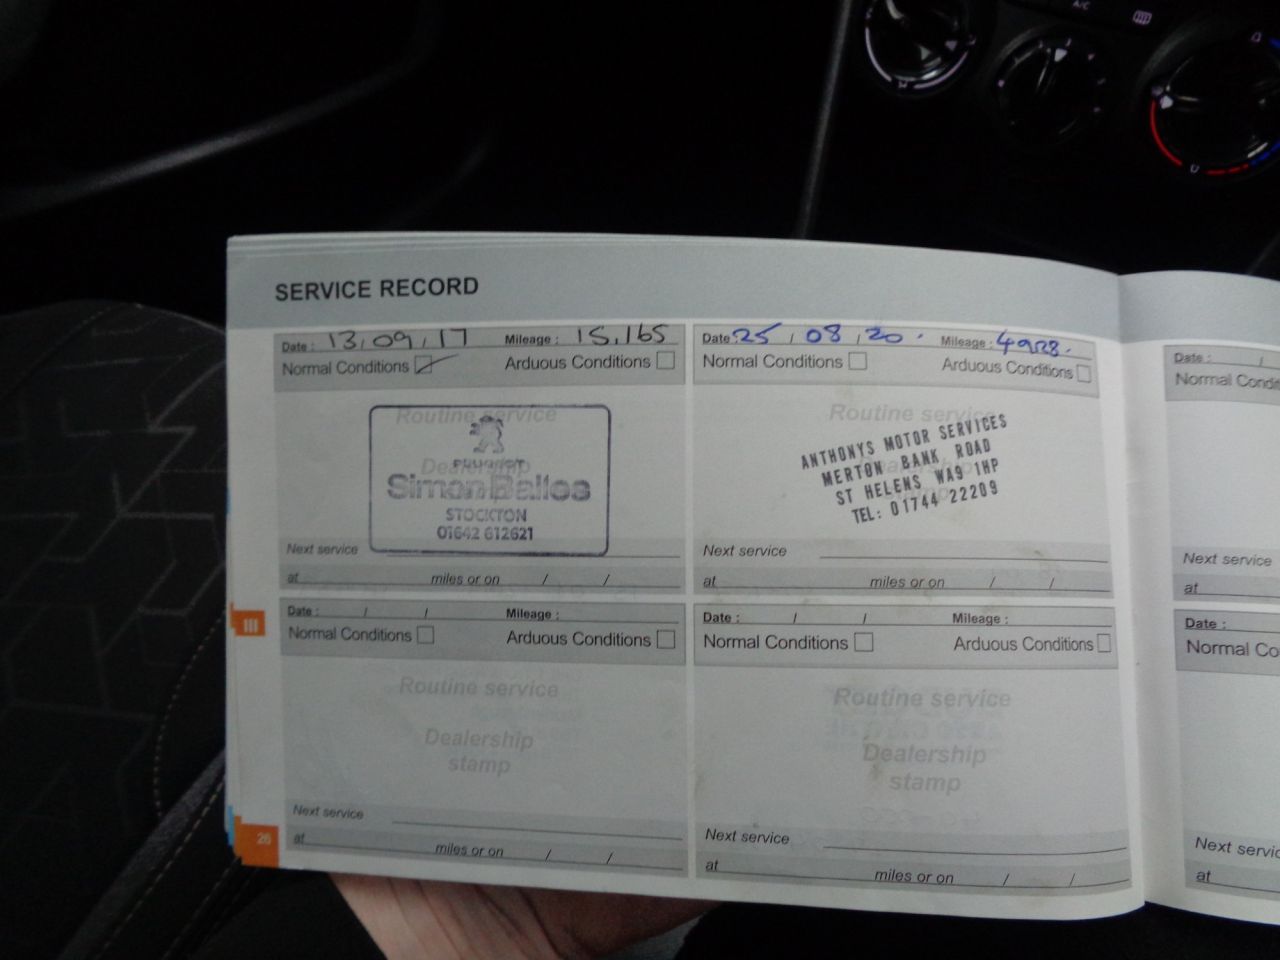 A/C
SERVICE RECORD
Date : 13 / 09 / 17 Mileage : 15,165
Normal Conditions Arduous Conditions
Routine service
Dealership
PEUGEOT
Simon Bailes
STOCKTON
01642 612621
Next service
at miles or on / /
Date : 25 / 08 / 20 . Mileage :
Normal Conditions Arduous Conditions
Routine service
Dealership
ANTHONYS MOTOR SERVICES
MERTON BANK ROAD
ST HELENS WA9 1HP
TEL: 01744 22209
Next service
at miles or on / /
Date : / / Mileage :
Normal Conditions Arduous Conditions
Routine service
Dealership
stamp
Next service
at miles or on / /
Date : / / Mileage :
Normal Conditions Arduous Conditions
Routine service
Dealership
stamp
Next service
at miles or on / /
III
26
Date : /
Normal
Next service
at
Date :
Normal
Next
at